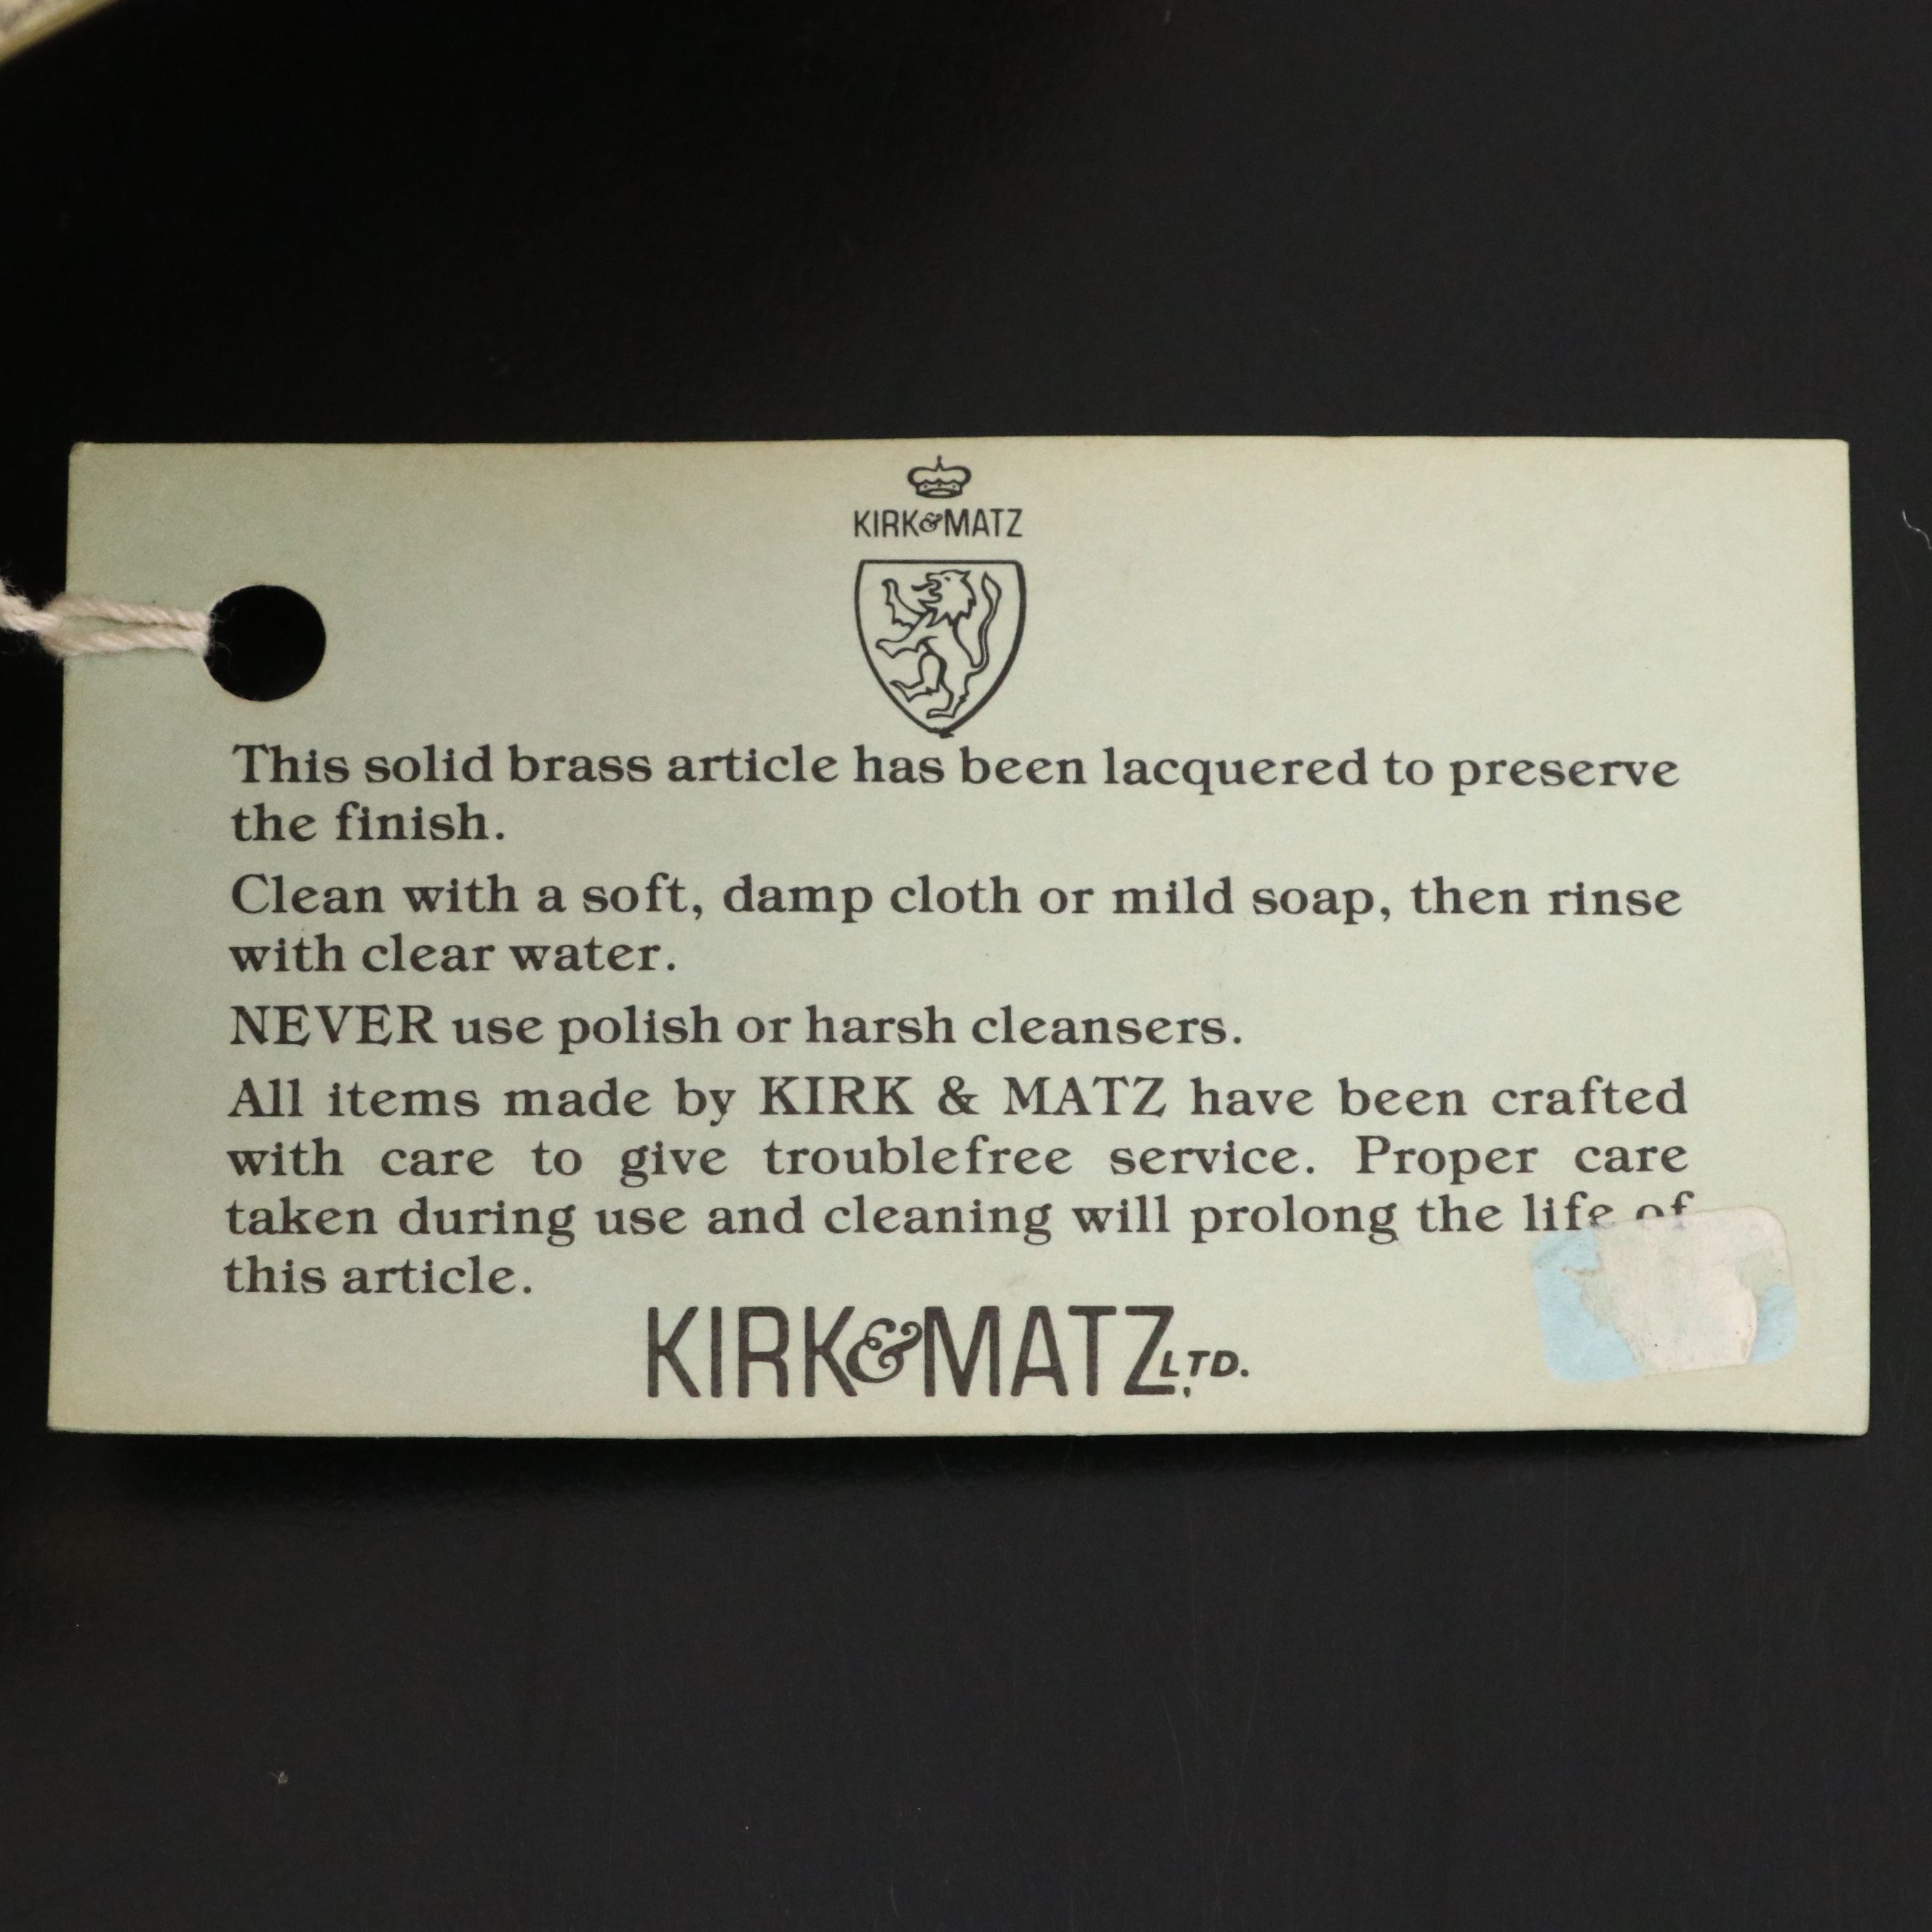 KIRK&MATZ
This solid brass article has been lacquered to preserve
the finish.
Clean with a soft, damp cloth or mild soap, then rinse
with clear water.
NEVER use polish or harsh cleansers.
All items made by KIRK & MATZ have been crafted
with care to give troublefree service. Proper care
taken during use and cleaning will prolong the life of
this article.
KIRK&MATZ LTD.